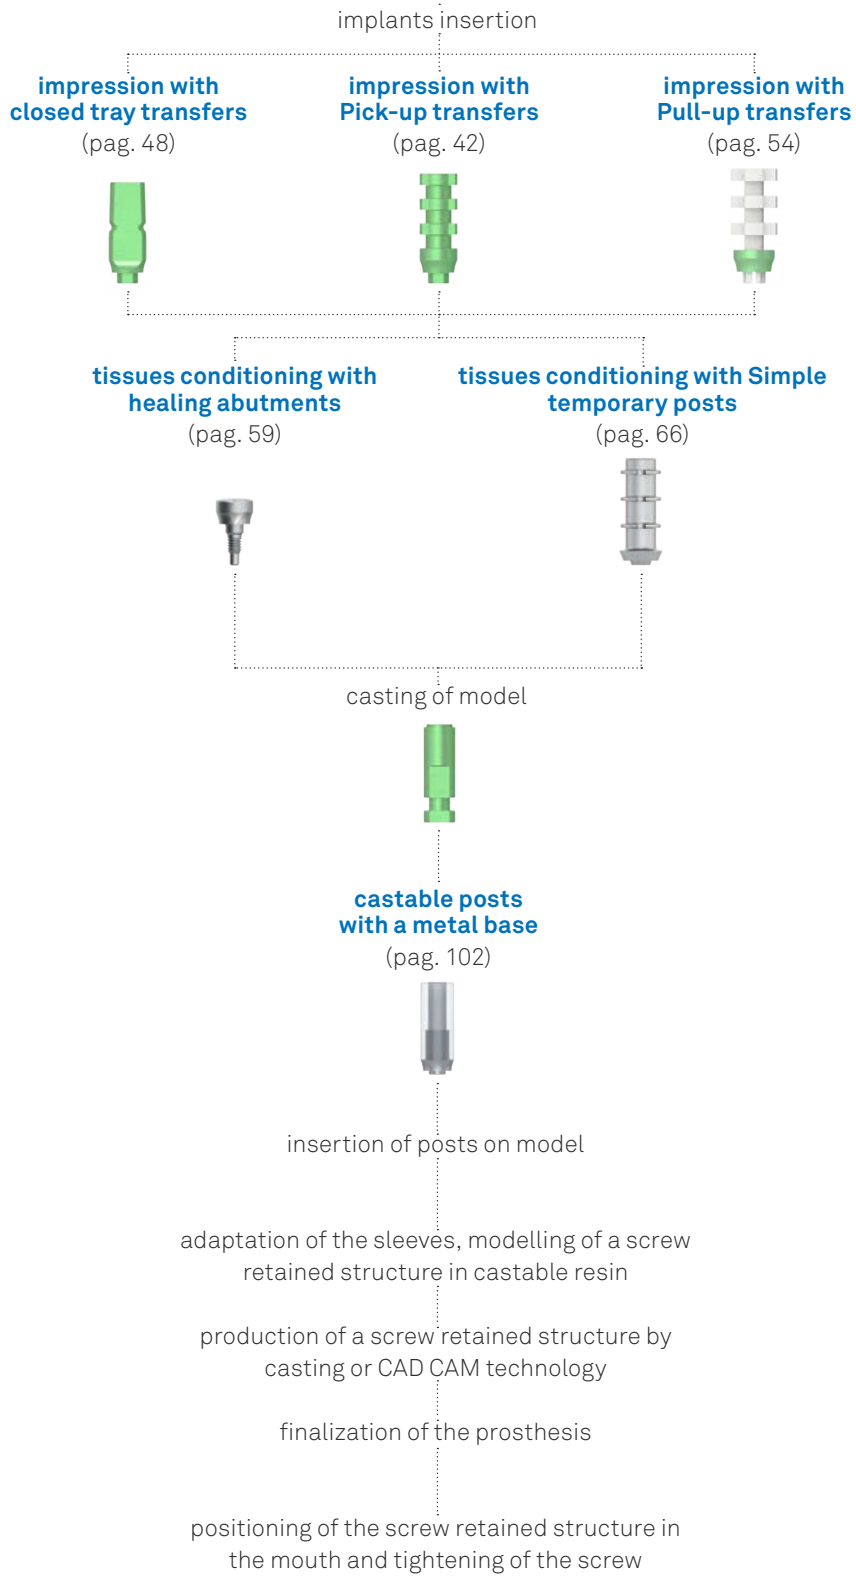 implants insertion
impression with
closed tray transfers
(pag. 48)
impression with
Pick-up transfers
(pag. 42)
impression with
Pull-up transfers
(pag. 54)
tissues conditioning with
healing abutments
(pag. 59)
tissues conditioning with Simple
temporary posts
(pag. 66)
casting of model
castable posts
with a metal base
(pag. 102)
insertion of posts on model
adaptation of the sleeves, modelling of a screw
retained structure in castable resin
production of a screw retained structure by
casting or CAD CAM technology
finalization of the prosthesis
positioning of the screw retained structure in
the mouth and tightening of the screw